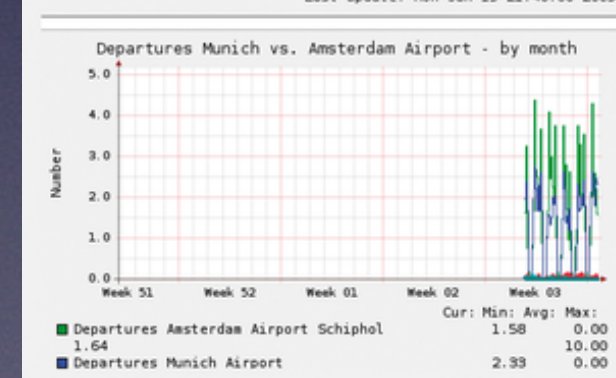 Departures Munich vs. Amsterdam Airport - by month
5.0
4.0
3.0
2.0
1.0
0.0
Number
Week 51 Week 52 Week 01 Week 02 Week 03
Cur: Min: Avg: Max:
Departures Amsterdam Airport Schiphol 1.58 0.00
1.64 10.00
Departures Munich Airport 2.33 0.00